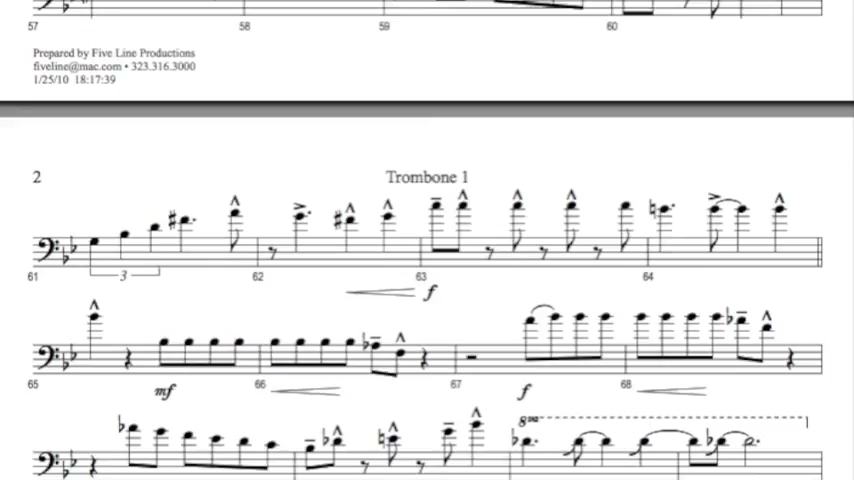 57 58 59 60
Prepared by Five Line Productions
fiveline@mac.com • 323.316.3000
1/25/10 18:17:39
2 Trombone 1
3
61 62 63 64
f
65 66 67 68
mf f
8va